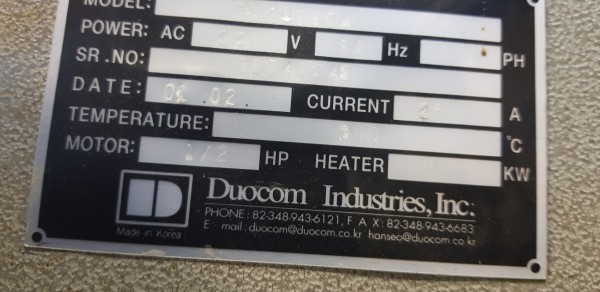 MODEL:
POWER: AC V Hz PH
SR.NO:
DATE: 02 CURRENT A
TEMPERATURE: °C
MOTOR: 1/2 HP HEATER: KW
Duocom Industries, Inc.
PHONE: 82-348-943-6121, F A X: 82-348-943-6683
E mail: duocom@duocom.co.kr hanseo@duocom.co.kr
Made in Korea